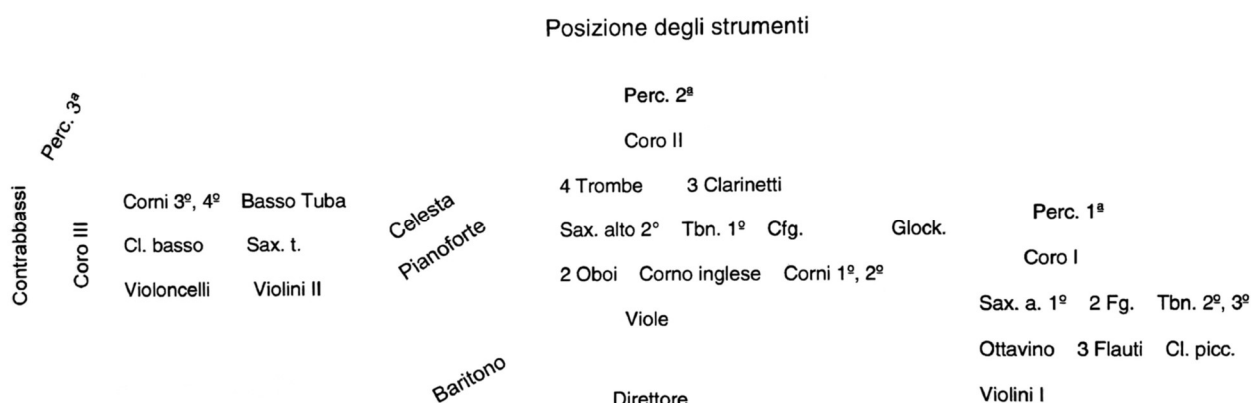 Posizione degli strumenti
Perc. 3ª
Contrabbassi
Coro III
Corni 3º, 4º Basso Tuba
Cl. basso Sax. t.
Violoncelli Violini II
Celesta
Pianoforte
Baritono
Perc. 2ª
Coro II
4 Trombe 3 Clarinetti
Sax. alto 2° Tbn. 1º Cfg. Glock.
2 Oboi Corno inglese Corni 1º, 2º
Viole
Direttore
Perc. 1ª
Coro I
Sax. a. 1º 2 Fg. Tbn. 2º, 3º
Ottavino 3 Flauti Cl. picc.
Violini I